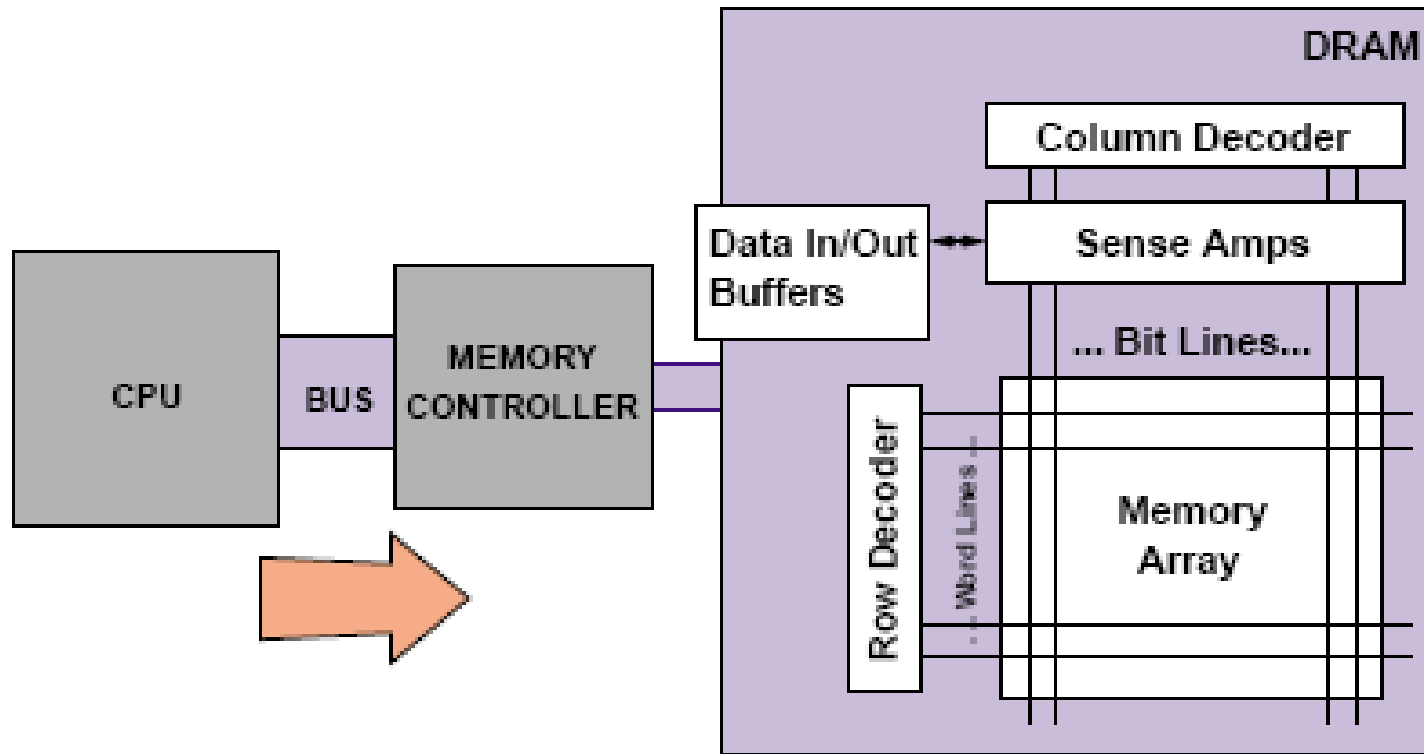 DRAM
Column Decoder
Data In/Out
Buffers
Sense Amps
... Bit Lines...
CPU
BUS
MEMORY
CONTROLLER
Row Decoder
... Word Lines ...
Memory
Array